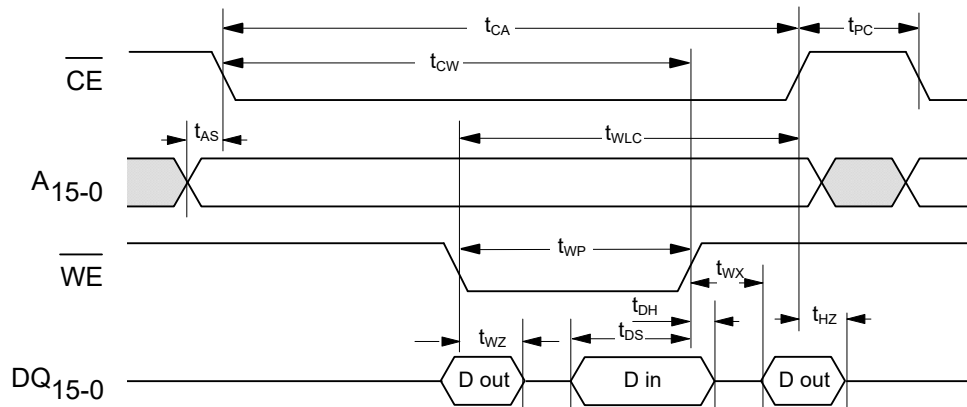 tCA
tPC
CE
tCW
tAS
tWLC
A15-0
WE
tWP
tWX
tDH
tHZ
tWZ
tDS
DQ15-0
D out
D in
D out